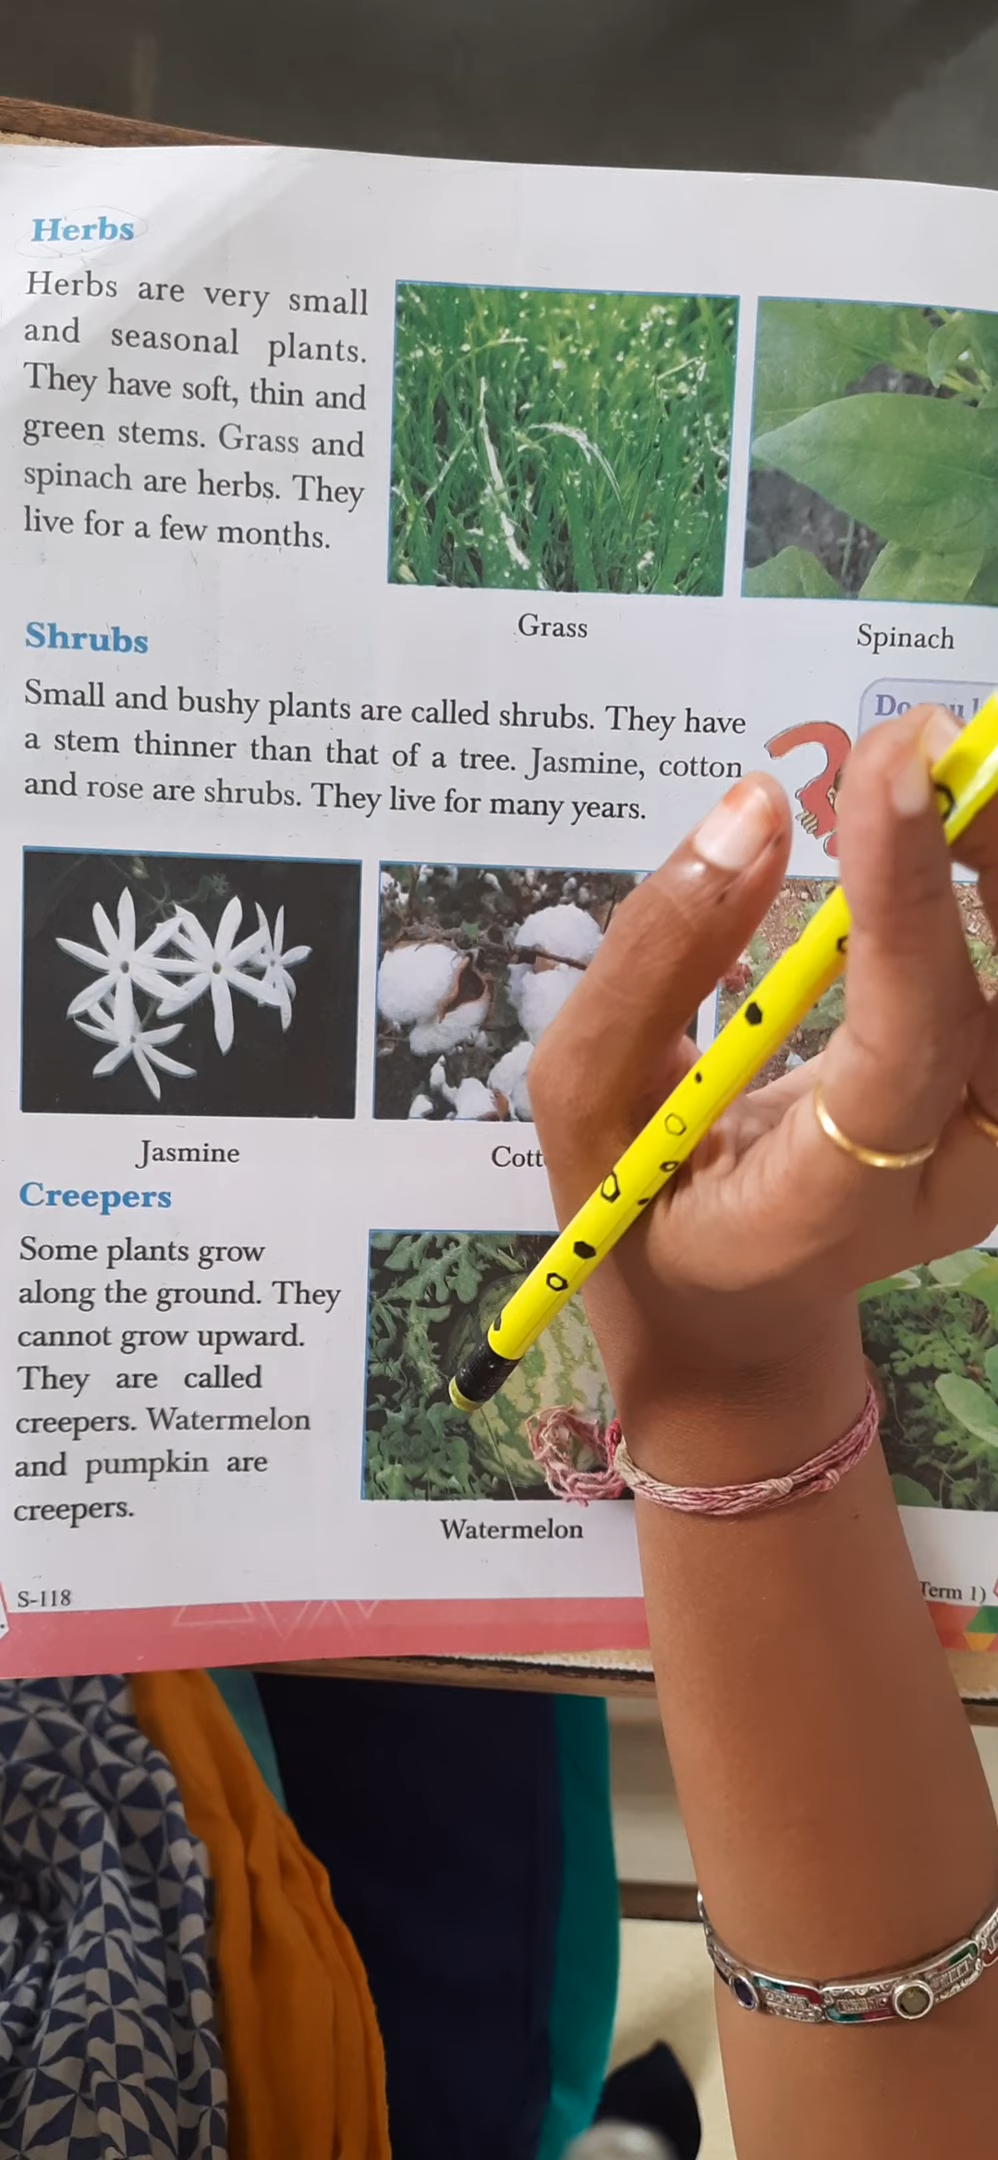 Herbs
Herbs are very small
and seasonal plants.
They have soft, thin and
green stems. Grass and
spinach are herbs. They
live for a few months.
Grass
Spinach
Shrubs
Small and bushy plants are called shrubs. They have
a stem thinner than that of a tree. Jasmine, cotton
and rose are shrubs. They live for many years.
Do
Jasmine
Cott
Creepers
Some plants grow
along the ground. They
cannot grow upward.
They are called
creepers. Watermelon
and pumpkin are
creepers.
Watermelon
S-118
Term 1)